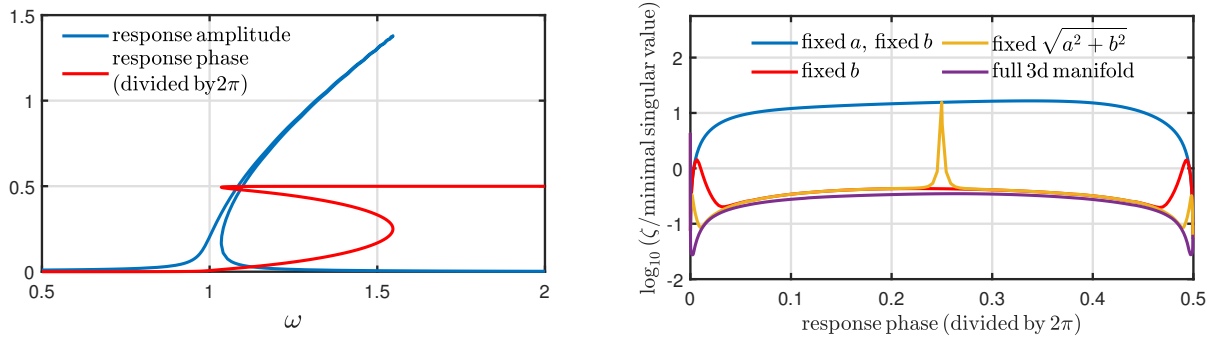 1.5
1
0.5
0
response amplitude
response phase
(divided by2π)
0.5
1
1.5
2
ω
log₁₀ (ζ/minimal singular value)
2
1
0
-1
-2
fixed a, fixed b
fixed b
fixed √a² + b²
full 3d manifold
0
0.1
0.2
0.3
0.4
0.5
response phase (divided by 2π)